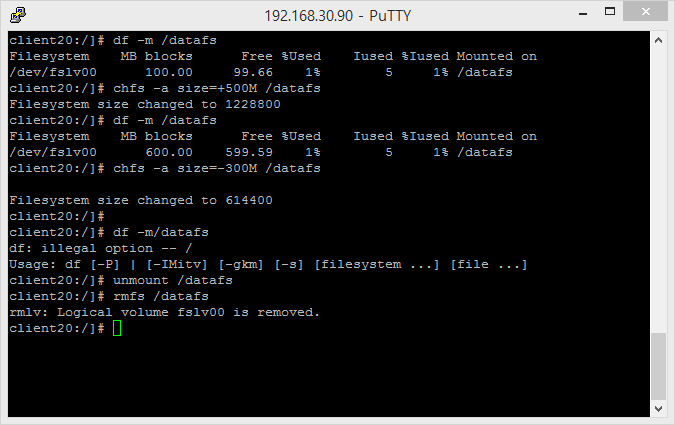 192.168.30.90 - PuTTY
client20:/]# df -m /datafs
Filesystem    MB blocks      Free %Used    Iused %Iused Mounted on
/dev/fslv00      100.00     99.66    1%        5     1% /datafs
client20:/]# chfs -a size=+500M /datafs
Filesystem size changed to 1228800
client20:/]# df -m /datafs
Filesystem    MB blocks      Free %Used    Iused %Iused Mounted on
/dev/fslv00      600.00    599.59    1%        5     1% /datafs
client20:/]# chfs -a size=-300M /datafs
Filesystem size changed to 614400
client20:/]#
client20:/]# df -m/datafs
df: illegal option -- /
Usage: df [-P] | [-IMitv] [-gkm] [-s] [filesystem ...] [file ...]
client20:/]# unmount /datafs
client20:/]# rmfs /datafs
rmlv: Logical volume fslv00 is removed.
client20:/]#